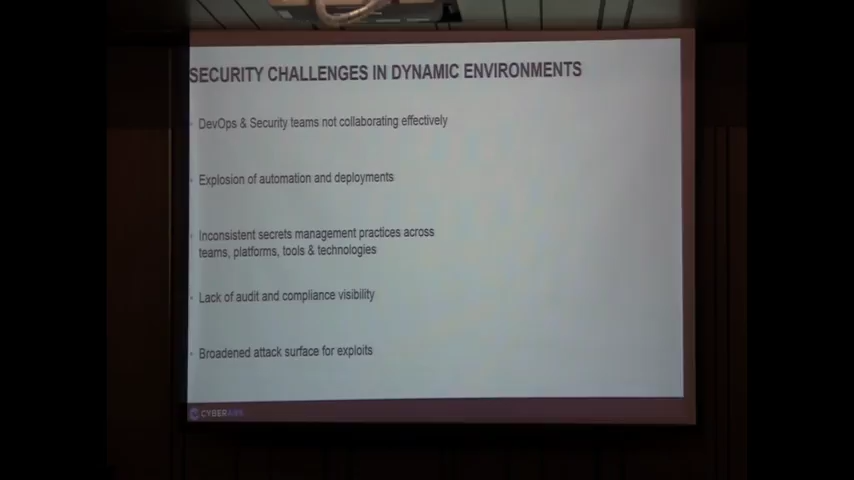 SECURITY CHALLENGES IN DYNAMIC ENVIRONMENTS
• DevOps & Security teams not collaborating effectively
• Explosion of automation and deployments
• Inconsistent secrets management practices across
teams, platforms, tools & technologies
• Lack of audit and compliance visibility
• Broadened attack surface for exploits
CYBERARK